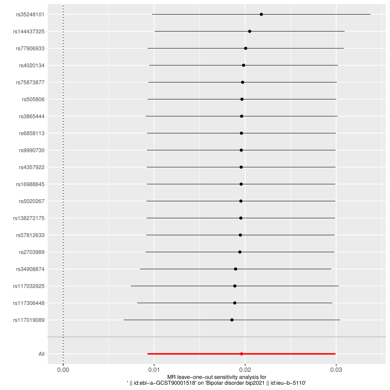 rs35248101
rs144437325
rs77906933
rs4020134
rs75873877
rs505806
rs3865444
rs6858113
rs9990730
rs4357922
rs16988845
rs5020267
rs138272175
rs57812633
rs2703989
rs34908874
rs117032925
rs117306448
rs117019089
All
0.00 0.01 0.02 0.03
MR leave−one−out sensitivity analysis for
' || id:ebi−a−GCST90001518' on 'Bipolar disorder bip2021 || id:ieu−b−5110'